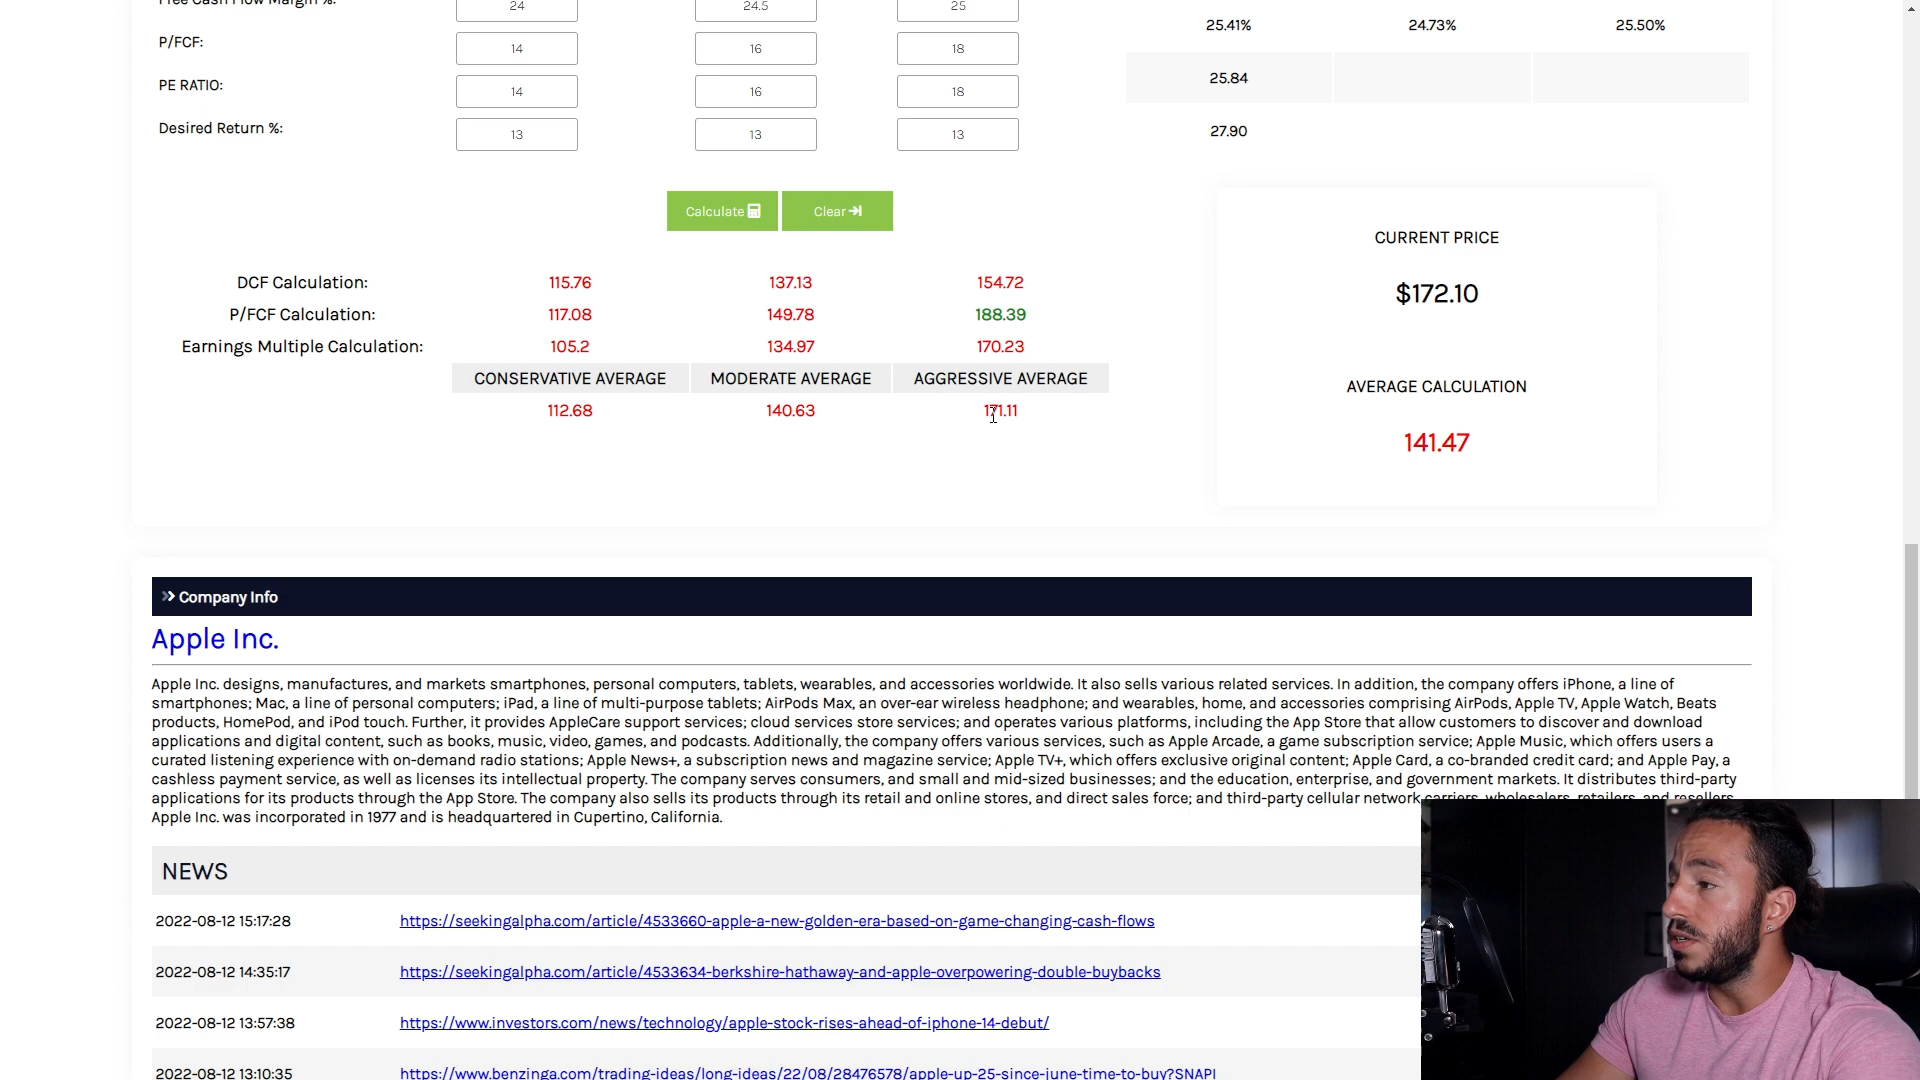 Free Cash Flow Margin %: 24 24.5 25
25.41% 24.73% 25.50%
P/FCF: 14 16 18
25.84
PE RATIO: 14 16 18
Desired Return %: 13 13 13
27.90
Calculate Clear
CURRENT PRICE
$172.10
DCF Calculation: 115.76 137.13 154.72
P/FCF Calculation: 117.08 149.78 188.39
Earnings Multiple Calculation: 105.2 134.97 170.23
CONSERVATIVE AVERAGE MODERATE AVERAGE AGGRESSIVE AVERAGE
112.68 140.63 171.11
AVERAGE CALCULATION
141.47
Company Info
Apple Inc.
Apple Inc. designs, manufactures, and markets smartphones, personal computers, tablets, wearables, and accessories worldwide. It also sells various related services. In addition, the company offers iPhone, a line of
smartphones; Mac, a line of personal computers; iPad, a line of multi-purpose tablets; AirPods Max, an over-ear wireless headphone; and wearables, home, and accessories comprising AirPods, Apple TV, Apple Watch, Beats
products, HomePod, and iPod touch. Further, it provides AppleCare support services; cloud services store services; and operates various platforms, including the App Store that allow customers to discover and download
applications and digital content, such as books, music, video, games, and podcasts. Additionally, the company offers various services, such as Apple Arcade, a game subscription service; Apple Music, which offers users a
curated listening experience with on-demand radio stations; Apple News+, a subscription news and magazine service; Apple TV+, which offers exclusive original content; Apple Card, a co-branded credit card; and Apple Pay, a
cashless payment service, as well as licenses its intellectual property. The company serves consumers, and small and mid-sized businesses; and the education, enterprise, and government markets. It distributes third-party
applications for its products through the App Store. The company also sells its products through its retail and online stores, and direct sales force; and third-party cellular network carriers, wholesalers, retailers, and resellers.
Apple Inc. was incorporated in 1977 and is headquartered in Cupertino, California.
NEWS
2022-08-12 15:17:28 https://seekingalpha.com/article/4533660-apple-a-new-golden-era-based-on-game-changing-cash-flows
2022-08-12 14:35:17 https://seekingalpha.com/article/4533634-berkshire-hathaway-and-apple-overpowering-double-buybacks
2022-08-12 13:57:38 https://www.investors.com/news/technology/apple-stock-rises-ahead-of-iphone-14-debut/
2022-08-12 13:10:35 https://www.benzinga.com/trading-ideas/long-ideas/22/08/28476578/apple-up-25-since-june-time-to-buy?SNAPI